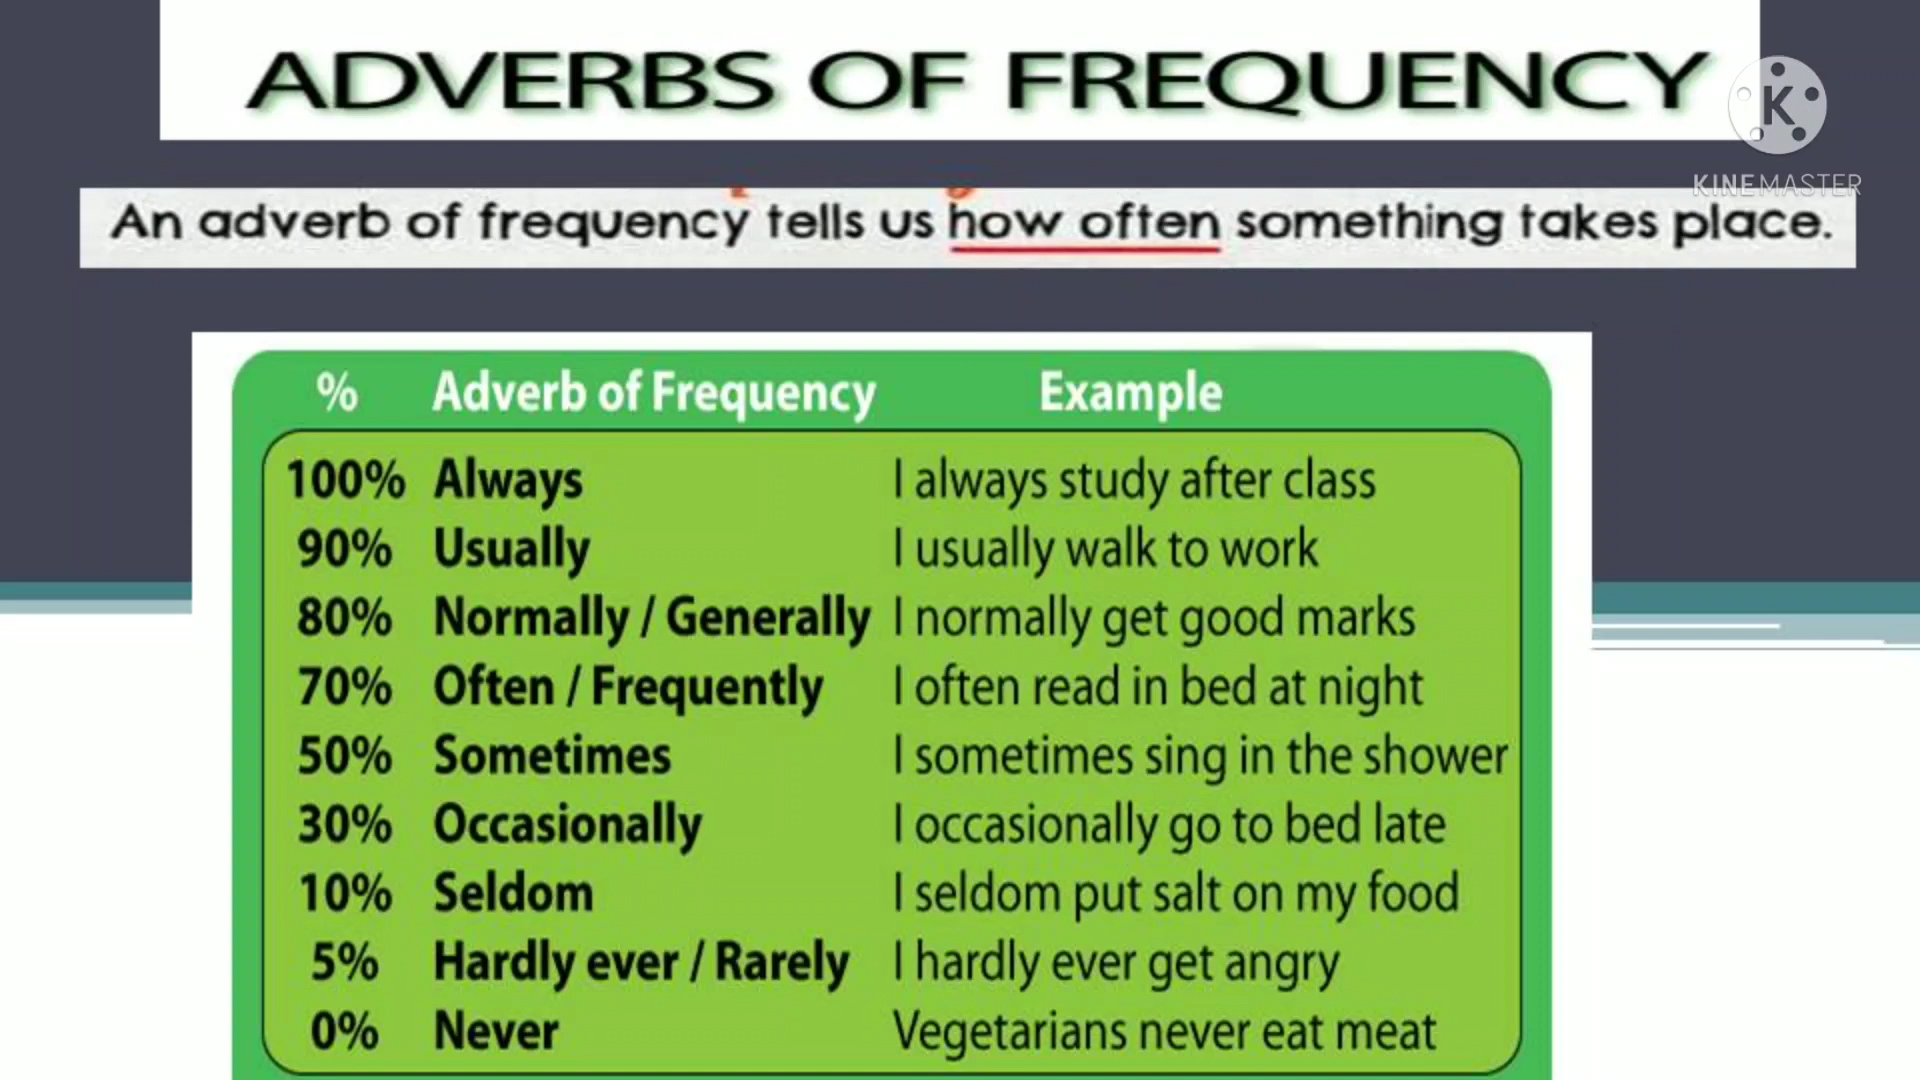 ADVERBS OF FREQUENCY
K
KINEMASTER
An adverb of frequency tells us how often something takes place.
% Adverb of Frequency Example
100% Always I always study after class
90% Usually I usually walk to work
80% Normally / Generally I normally get good marks
70% Often / Frequently I often read in bed at night
50% Sometimes I sometimes sing in the shower
30% Occasionally I occasionally go to bed late
10% Seldom I seldom put salt on my food
5% Hardly ever / Rarely I hardly ever get angry
0% Never Vegetarians never eat meat